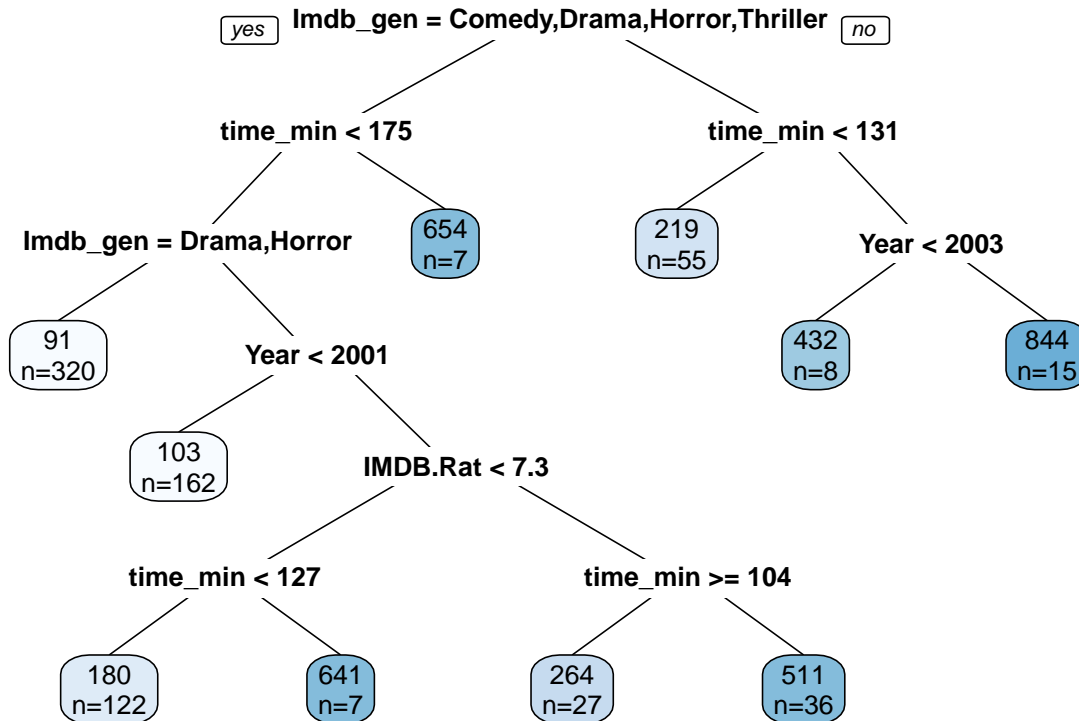 yes Imdb_gen = Comedy,Drama,Horror,Thriller no
time_min < 175
time_min < 131
Imdb_gen = Drama,Horror
654
n=7
219
n=55
Year < 2003
91
n=320
Year < 2001
432
n=8
844
n=15
103
n=162
IMDB.Rat < 7.3
time_min < 127
time_min >= 104
180
n=122
641
n=7
264
n=27
511
n=36